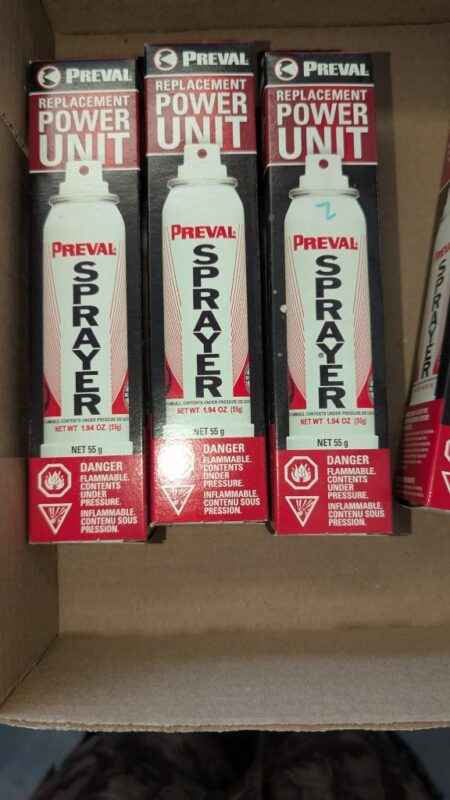 PREVAL
REPLACEMENT
POWER
UNIT
PREVAL
SPRAYER
NET WT. 1.94 OZ. (55g)
NET 55 g
DANGER
FLAMMABLE.
CONTENTS
UNDER
PRESSURE.
INFLAMMABLE.
CONTENU SOUS
PRESSION.
PREVAL
REPLACEMENT
POWER
UNIT
PREVAL
SPRAYER
NET WT. 1.94 OZ. (55g)
NET 55 g
DANGER
FLAMMABLE.
CONTENTS
UNDER
PRESSURE.
INFLAMMABLE.
CONTENU SOUS
PRESSION.
PREVAL
REPLACEMENT
POWER
UNIT
2
PREVAL
SPRAYER
NET WT. 1.94 OZ. (55g)
NET 55 g
DANGER
FLAMMABLE.
CONTENTS
UNDER
PRESSURE.
INFLAMMABLE.
CONTENU SOUS
PRESSION.
SPRAYER